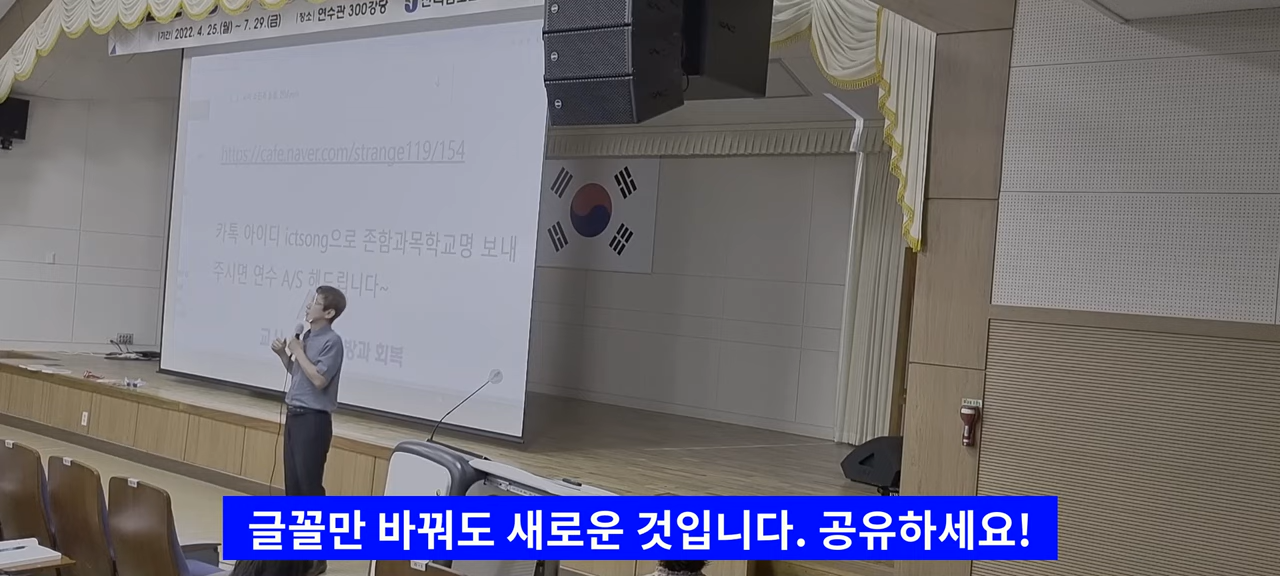 |기간| 2022. 4. 25.(월) ~ 7. 29.(금) |장소| 연수관 300강당
https://cafe.naver.com/strange119/154
카톡 아이디 ictsong으로 존함과목학교명 보내
주시면 연수 A/S 해드립니다~
회복
글꼴만 바꿔도 새로운 것입니다. 공유하세요!